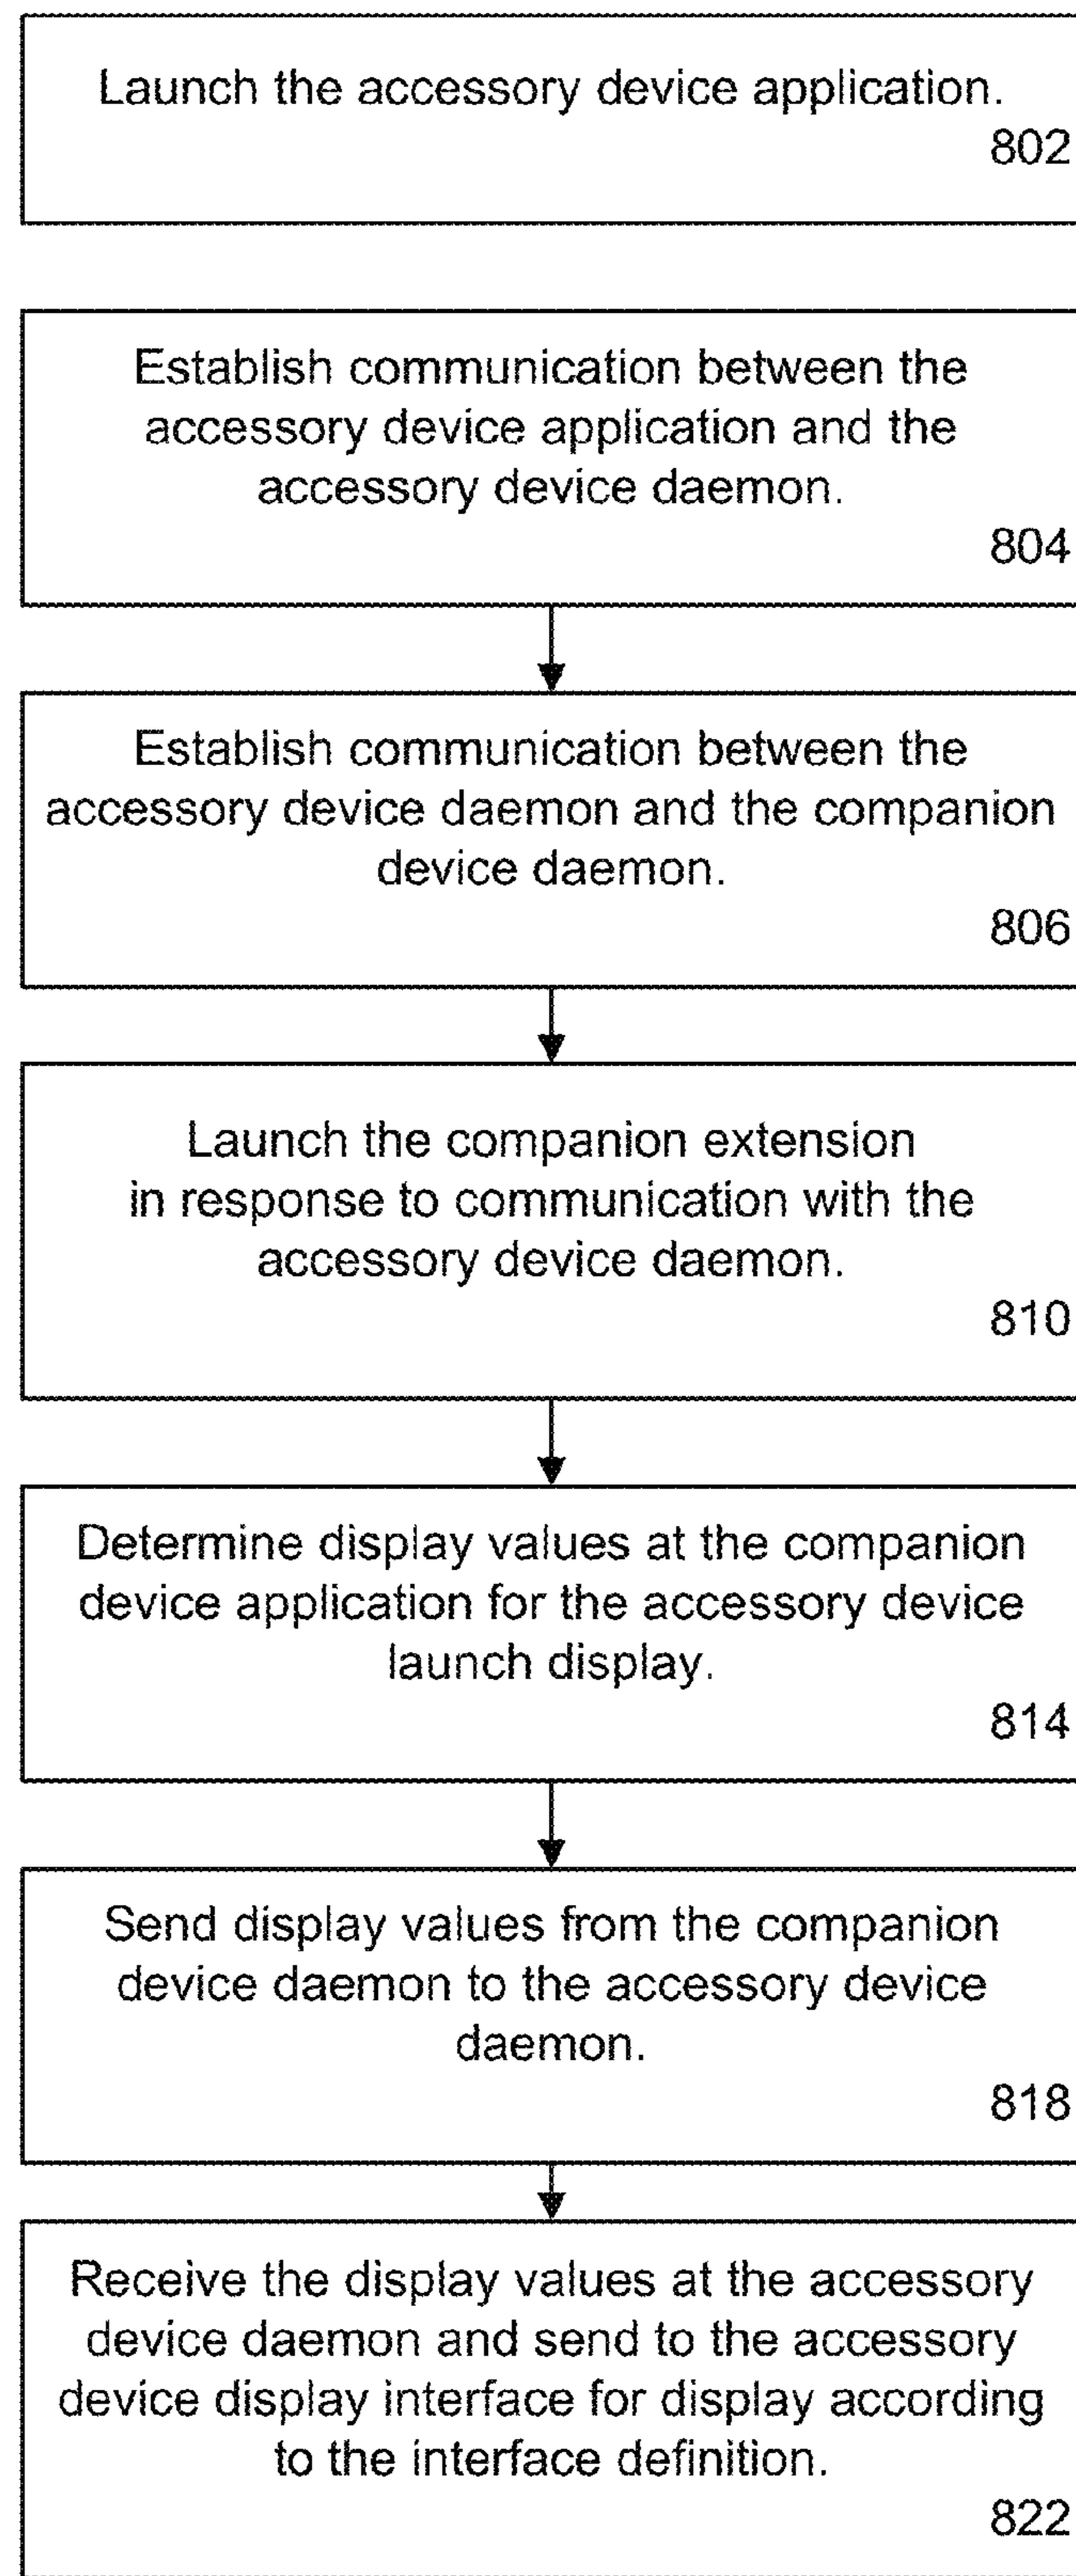 Launch the accessory device application.
802
Establish communication between the
accessory device application and the
accessory device daemon.
804
Establish communication between the
accessory device daemon and the companion
device daemon.
806
Launch the companion extension
in response to communication with the
accessory device daemon.
810
Determine display values at the companion
device application for the accessory device
launch display.
814
Send display values from the companion
device daemon to the accessory device
daemon.
818
Receive the display values at the accessory
device daemon and send to the accessory
device display interface for display according
to the interface definition.
822